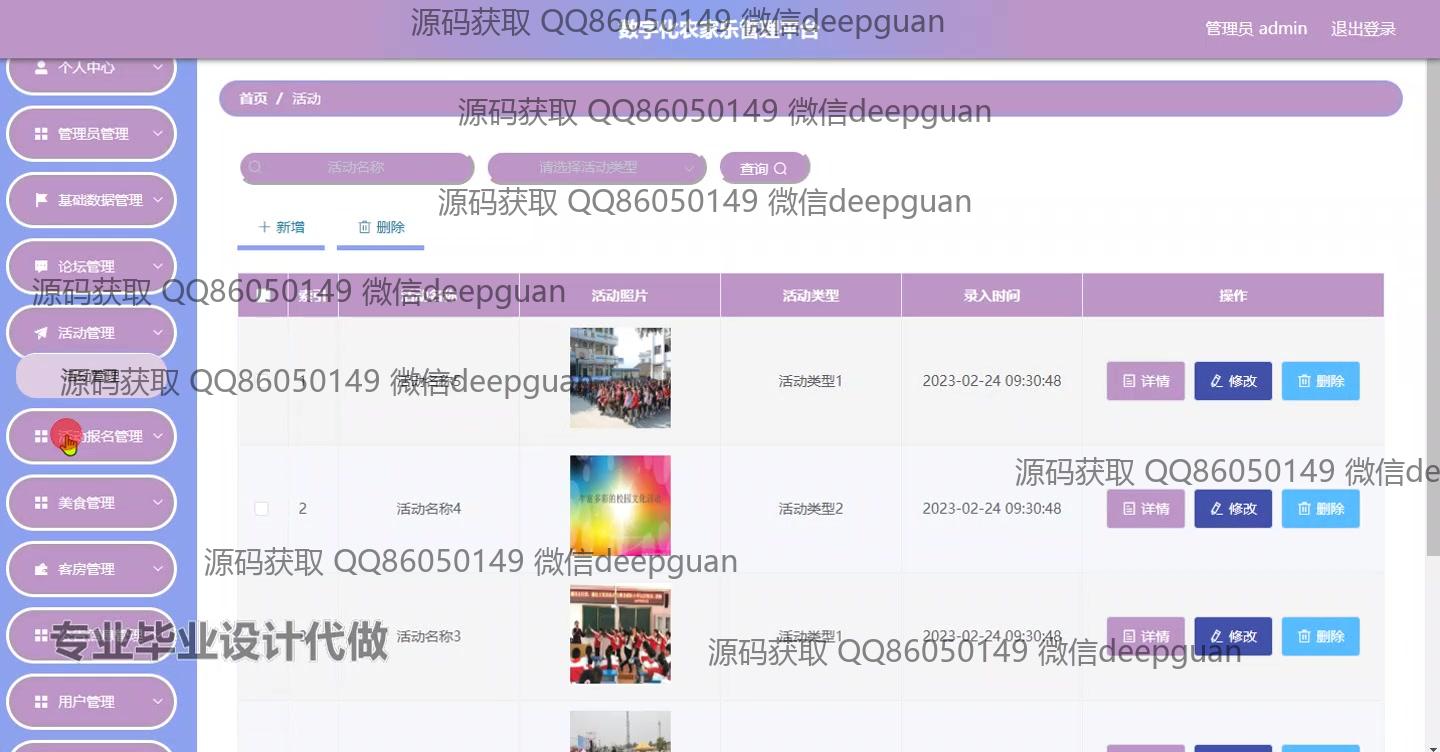 源码获取 QQ86050149 微信deepguan
数字化农家乐管理平台
管理员 admin
退出登录
个人中心
首页 / 活动
源码获取 QQ86050149 微信deepguan
管理员管理
活动名称
请选择活动类型
查询
基础数据管理
源码获取 QQ86050149 微信deepguan
新增
删除
论坛管理
源码获取 QQ86050149 微信deepguan
索引
活动名称
活动照片
活动类型
录入时间
操作
活动管理
活动管理
源码获取 QQ86050149 微信deepguan
1
活动名称5
活动类型1
2023-02-24 09:30:48
详情
修改
删除
活动报名管理
源码获取 QQ86050149 微信de
美食管理
2
活动名称4
丰富多彩的校园文化活动
活动类型2
2023-02-24 09:30:48
详情
修改
删除
源码获取 QQ86050149 微信deepguan
客房管理
专业毕业设计代做
3
活动名称3
活动类型1
2023-02-24 09:30:48
详情
修改
删除
源码获取 QQ86050149 微信deepguan
用户管理